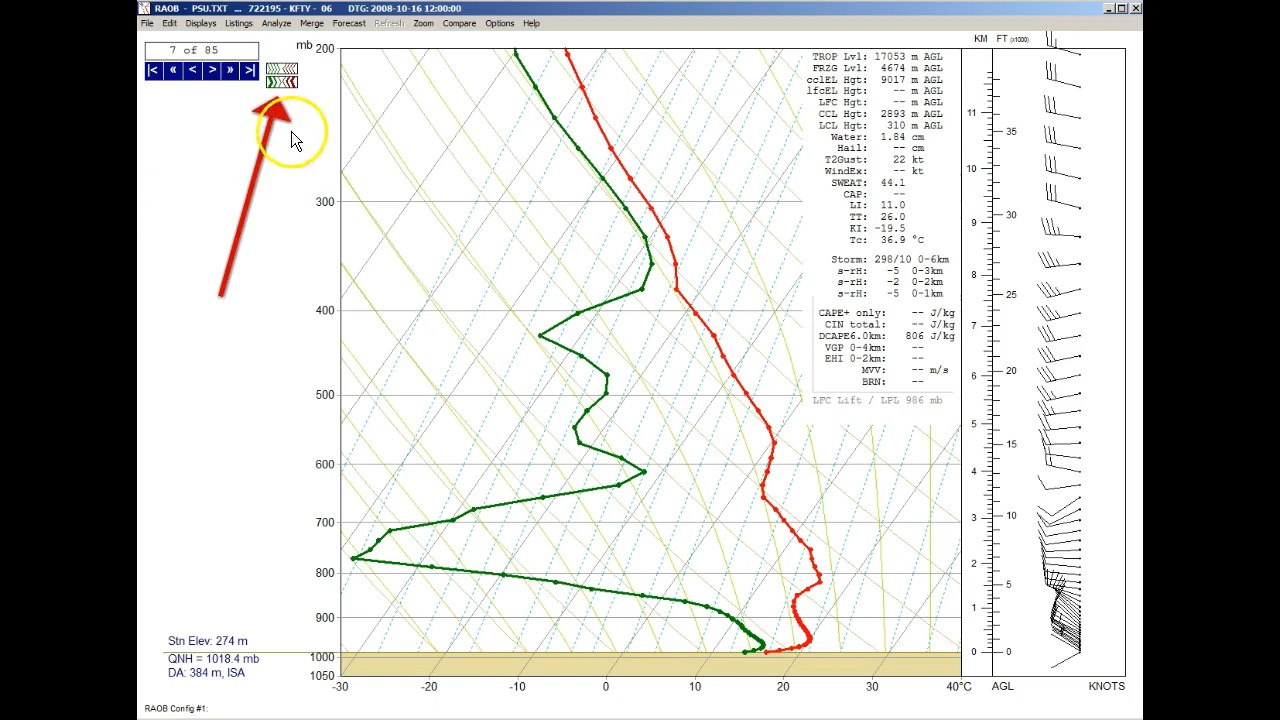 RAOB - PSU.TXT ... 722195 - KFTY - 06 DTG: 2008-10-16 12:00:00
File Edit Displays Listings Analyze Merge Forecast Refresh Zoom Compare Options Help
7 of 85
|< « < > » >|
mb
200
300
400
500
600
700
800
900
1000
1050
-30 -20 -10 0 10 20 30 40°C
TROP Lvl: 17053 m AGL
FRZG Lvl: 4674 m AGL
cclEL Hgt: 9017 m AGL
lfcEL Hgt: -- m AGL
LFC Hgt: -- m AGL
CCL Hgt: 2893 m AGL
LCL Hgt: 310 m AGL
Water: 1.84 cm
Hail: -- cm
T2Gust: 22 kt
WindEx: -- kt
SWEAT: 44.1
CAP: --
LI: 11.0
TT: 26.0
KI: -19.5
Tc: 36.9 °C
Storm: 298/10 0-6km
s-rH: -5 0-3km
s-rH: -2 0-2km
s-rH: -5 0-1km
CAPE+ only: -- J/kg
CIN total: -- J/kg
DCAPE6.0km: 806 J/kg
VGP 0-4km: --
EHI 0-2km: --
MVV: -- m/s
BRN: --
LFC Lift / LPL 986 mb
KM FT (x1000)
11
10
9
8
7
6
5
4
3
2
1
0
35
30
25
20
15
10
5
0
AGL KNOTS
Stn Elev: 274 m
QNH = 1018.4 mb
DA: 384 m, ISA
RAOB Config #1: